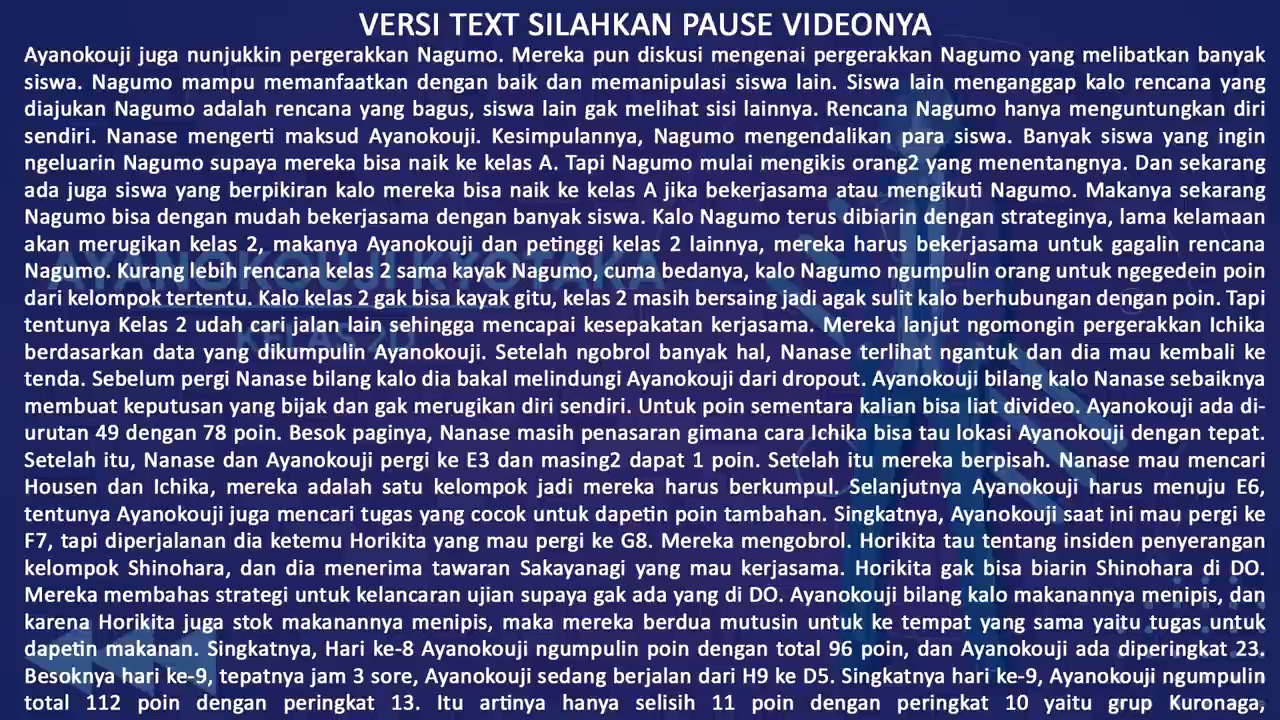 VERSI TEXT SILAHKAN PAUSE VIDEONYA
Ayanokouji juga nunjukkin pergerakkan Nagumo. Mereka pun diskusi mengenai pergerakkan Nagumo yang melibatkan banyak
siswa. Nagumo mampu memanfaatkan dengan baik dan memanipulasi siswa lain. Siswa lain menganggap kalo rencana yang
diajukan Nagumo adalah rencana yang bagus, siswa lain gak melihat sisi lainnya. Rencana Nagumo hanya menguntungkan diri
sendiri. Nanase mengerti maksud Ayanokouji. Kesimpulannya, Nagumo mengendalikan para siswa. Banyak siswa yang ingin
ngeluarin Nagumo supaya mereka bisa naik ke kelas A. Tapi Nagumo mulai mengikis orang2 yang menentangnya. Dan sekarang
ada juga siswa yang berpikiran kalo mereka bisa naik ke kelas A jika bekerjasama atau mengikuti Nagumo. Makanya sekarang
Nagumo bisa dengan mudah bekerjasama dengan banyak siswa. Kalo Nagumo terus dibiarin dengan strateginya, lama kelamaan
akan merugikan kelas 2, makanya Ayanokouji dan petinggi kelas 2 lainnya, mereka harus bekerjasama untuk gagalin rencana
Nagumo. Kurang lebih rencana kelas 2 sama kayak Nagumo, cuma bedanya, kalo Nagumo ngumpulin orang untuk ngegedein poin
dari kelompok tertentu. Kalo kelas 2 gak bisa kayak gitu, kelas 2 masih bersaing jadi agak sulit kalo berhubungan dengan poin. Tapi
tentunya Kelas 2 udah cari jalan lain sehingga mencapai kesepakatan kerjasama. Mereka lanjut ngomongin pergerakkan Ichika
berdasarkan data yang dikumpulin Ayanokouji. Setelah ngobrol banyak hal, Nanase terlihat ngantuk dan dia mau kembali ke
tenda. Sebelum pergi Nanase bilang kalo dia bakal melindungi Ayanokouji dari dropout. Ayanokouji bilang kalo Nanase sebaiknya
membuat keputusan yang bijak dan gak merugikan diri sendiri. Untuk poin sementara kalian bisa liat divideo. Ayanokouji ada di-
urutan 49 dengan 78 poin. Besok paginya, Nanase masih penasaran gimana cara Ichika bisa tau lokasi Ayanokouji dengan tepat.
Setelah itu, Nanase dan Ayanokouji pergi ke E3 dan masing2 dapat 1 poin. Setelah itu mereka berpisah. Nanase mau mencari
Housen dan Ichika, mereka adalah satu kelompok jadi mereka harus berkumpul. Selanjutnya Ayanokouji harus menuju E6,
tentunya Ayanokouji juga mencari tugas yang cocok untuk dapetin poin tambahan. Singkatnya, Ayanokouji saat ini mau pergi ke
F7, tapi diperjalanan dia ketemu Horikita yang mau pergi ke G8. Mereka mengobrol. Horikita tau tentang insiden penyerangan
kelompok Shinohara, dan dia menerima tawaran Sakayanagi yang mau kerjasama. Horikita gak bisa biarin Shinohara di DO.
Mereka membahas strategi untuk kelancaran ujian supaya gak ada yang di DO. Ayanokouji bilang kalo makanannya menipis, dan
karena Horikita juga stok makanannya menipis, maka mereka berdua mutusin untuk ke tempat yang sama yaitu tugas untuk
dapetin makanan. Singkatnya, Hari ke-8 Ayanokouji ngumpulin poin dengan total 96 poin, dan Ayanokouji ada diperingkat 23.
Besoknya hari ke-9, tepatnya jam 3 sore, Ayanokouji sedang berjalan dari H9 ke D5. Singkatnya hari ke-9, Ayanokouji ngumpulin
total 112 poin dengan peringkat 13. Itu artinya hanya selisih 11 poin dengan peringkat 10 yaitu grup Kuronaga,
AYANOKOUJI KIYOTAKA
KELAS 2D